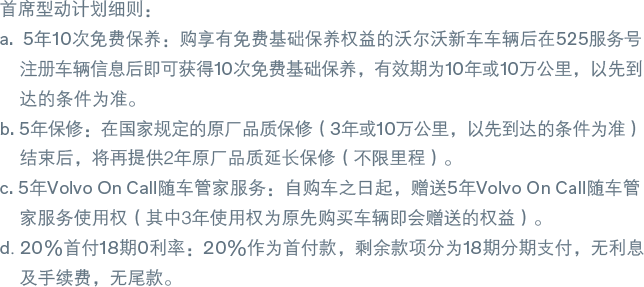 首席型动计划细则：
a. 5年10次免费保养：购享有免费基础保养权益的沃尔沃新车车辆后在525服务号
注册车辆信息后即可获得10次免费基础保养，有效期为10年或10万公里，以先到
达的条件为准。
b. 5年保修：在国家规定的原厂品质保修（3年或10万公里，以先到达的条件为准）
结束后，将再提供2年原厂品质延长保修（不限里程）。
c. 5年Volvo On Call随车管家服务：自购车之日起，赠送5年Volvo On Call随车管
家服务使用权（其中3年使用权为原先购买车辆即会赠送的权益）。
d. 20%首付18期0利率：20%作为首付款，剩余款项分为18期分期支付，无利息
及手续费，无尾款。